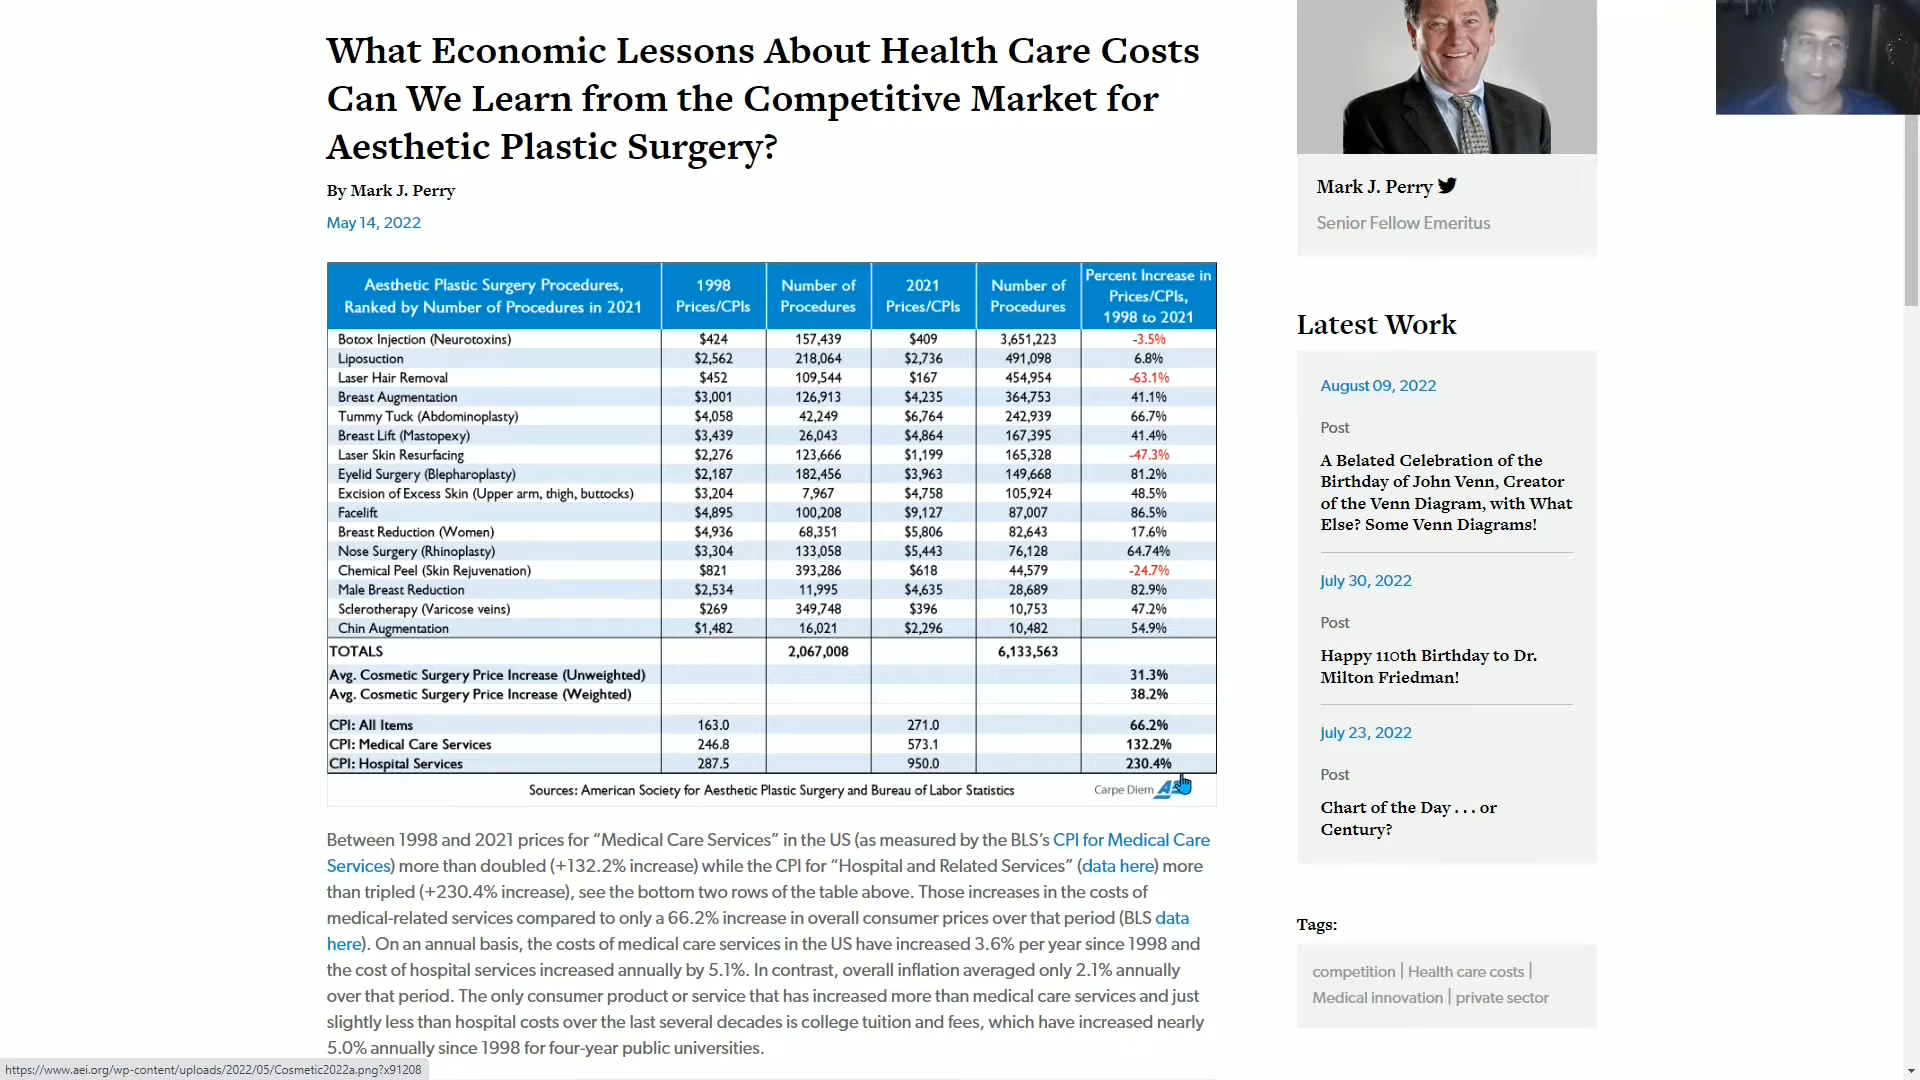 What Economic Lessons About Health Care Costs
Can We Learn from the Competitive Market for
Aesthetic Plastic Surgery?
By Mark J. Perry
May 14, 2022
Aesthetic Plastic Surgery Procedures, Ranked by Number of Procedures in 2021 | 1998 Prices/CPIs | Number of Procedures | 2021 Prices/CPIs | Number of Procedures | Percent Increase in Prices/CPIs, 1998 to 2021
Botox Injection (Neurotoxins) $424 157,439 $409 3,651,223 -3.5%
Liposuction $2,562 218,064 $2,736 491,098 6.8%
Laser Hair Removal $452 109,544 $167 454,954 -63.1%
Breast Augmentation $3,001 126,913 $4,235 364,753 41.1%
Tummy Tuck (Abdominoplasty) $4,058 42,249 $6,764 242,939 66.7%
Breast Lift (Mastopexy) $3,439 26,043 $4,864 167,395 41.4%
Laser Skin Resurfacing $2,276 123,666 $1,199 165,328 -47.3%
Eyelid Surgery (Blepharoplasty) $2,187 182,456 $3,963 149,668 81.2%
Excision of Excess Skin (Upper arm, thigh, buttocks) $3,204 7,967 $4,758 105,924 48.5%
Facelift $4,895 100,208 $9,127 87,007 86.5%
Breast Reduction (Women) $4,936 68,351 $5,806 82,643 17.6%
Nose Surgery (Rhinoplasty) $3,304 133,058 $5,443 76,128 64.74%
Chemical Peel (Skin Rejuvenation) $821 393,286 $618 44,579 -24.7%
Male Breast Reduction $2,534 11,995 $4,635 28,689 82.9%
Sclerotherapy (Varicose veins) $269 349,748 $396 10,753 47.2%
Chin Augmentation $1,482 16,021 $2,296 10,482 54.9%
TOTALS 2,067,008 6,133,563
Avg. Cosmetic Surgery Price Increase (Unweighted) 31.3%
Avg. Cosmetic Surgery Price Increase (Weighted) 38.2%
CPI: All Items 163.0 271.0 66.2%
CPI: Medical Care Services 246.8 573.1 132.2%
CPI: Hospital Services 287.5 950.0 230.4%
Sources: American Society for Aesthetic Plastic Surgery and Bureau of Labor Statistics
Carpe Diem
Between 1998 and 2021 prices for “Medical Care Services” in the US (as measured by the BLS’s CPI for Medical Care
Services) more than doubled (+132.2% increase) while the CPI for “Hospital and Related Services” (data here) more
than tripled (+230.4% increase), see the bottom two rows of the table above. Those increases in the costs of
medical-related services compared to only a 66.2% increase in overall consumer prices over that period (BLS data
here). On an annual basis, the costs of medical care services in the US have increased 3.6% per year since 1998 and
the cost of hospital services increased annually by 5.1%. In contrast, overall inflation averaged only 2.1% annually
over that period. The only consumer product or service that has increased more than medical care services and just
slightly less than hospital costs over the last several decades is college tuition and fees, which have increased nearly
5.0% annually since 1998 for four-year public universities.
https://www.aei.org/wp-content/uploads/2022/05/Cosmetic2022a.png?x91208
Mark J. Perry
Senior Fellow Emeritus
Latest Work
August 09, 2022
Post
A Belated Celebration of the
Birthday of John Venn, Creator
of the Venn Diagram, with What
Else? Some Venn Diagrams!
July 30, 2022
Post
Happy 110th Birthday to Dr.
Milton Friedman!
July 23, 2022
Post
Chart of the Day . . . or
Century?
Tags:
competition | Health care costs |
Medical innovation | private sector